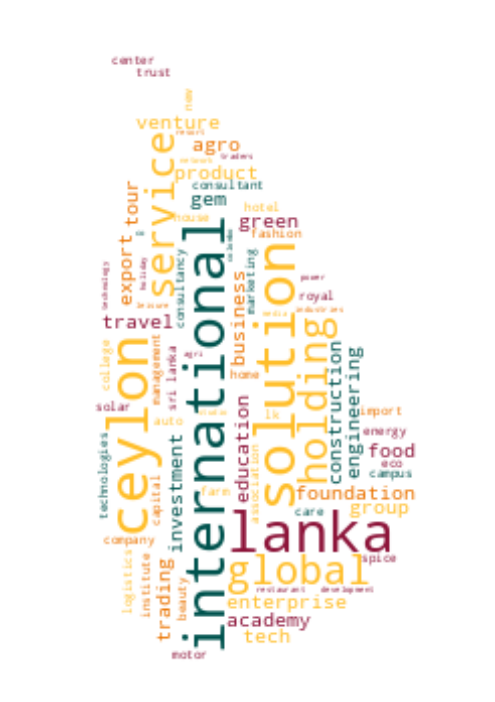 center
trust
new
venture
resort
service
agro
traders
network
product
consultant
gem
tour
house
hotel
green
fashion
international
colombo
export
holiday
technology
consultancy
marketing
solution
business
power
royal
leisure
industries
media
travel
holding
ceylon
management
college
sri lanka
agri
home
construction
engineering
solar
auto
lk
import
education
energy
technologies
investment
association
food
eco
campus
capital
farm
foundation
care
group
lanka
company
spice
logistics
institute
trading
beauty
global
restaurant
development
enterprise
academy
tech
motor